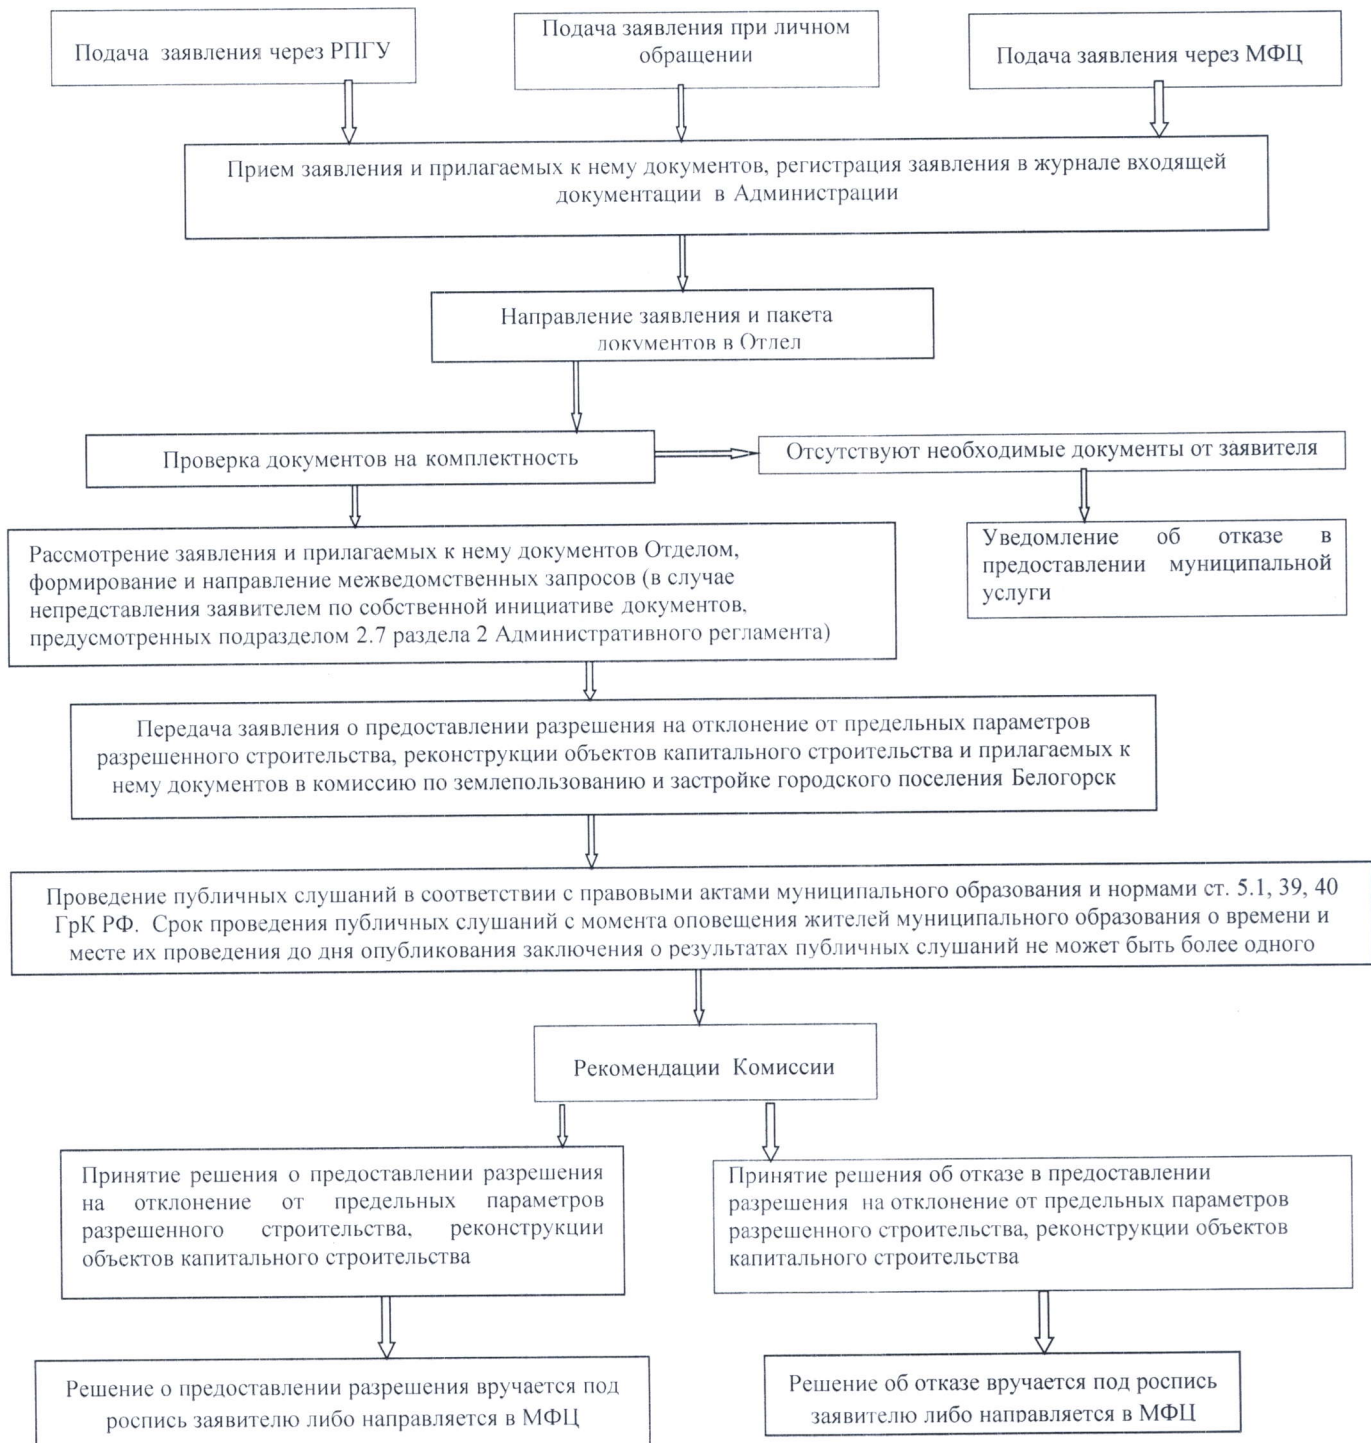 Подача заявления через РПГУ
Подача заявления при личном
обращении
Подача заявления через МФЦ
Прием заявления и прилагаемых к нему документов, регистрация заявления в журнале входящей
документации в Администрации
Направление заявления и пакета
документов в Отдел
Проверка документов на комплектность
Отсутствуют необходимые документы от заявителя
Рассмотрение заявления и прилагаемых к нему документов Отделом,
формирование и направление межведомственных запросов (в случае
непредставления заявителем по собственной инициативе документов,
предусмотренных подразделом 2.7 раздела 2 Административного регламента)
Уведомление об отказе в
предоставлении муниципальной
услуги
Передача заявления о предоставлении разрешения на отклонение от предельных параметров
разрешенного строительства, реконструкции объектов капитального строительства и прилагаемых к
нему документов в комиссию по землепользованию и застройке городского поселения Белогорск
Проведение публичных слушаний в соответствии с правовыми актами муниципального образования и нормами ст. 5.1, 39, 40
ГрК РФ. Срок проведения публичных слушаний с момента оповещения жителей муниципального образования о времени и
месте их проведения до дня опубликования заключения о результатах публичных слушаний не может быть более одного
Рекомендации Комиссии
Принятие решения о предоставлении разрешения
на отклонение от предельных параметров
разрешенного строительства, реконструкции
объектов капитального строительства
Принятие решения об отказе в предоставлении
разрешения на отклонение от предельных параметров
разрешенного строительства, реконструкции объектов
капитального строительства
Решение о предоставлении разрешения вручается под
роспись заявителю либо направляется в МФЦ
Решение об отказе вручается под роспись
заявителю либо направляется в МФЦ